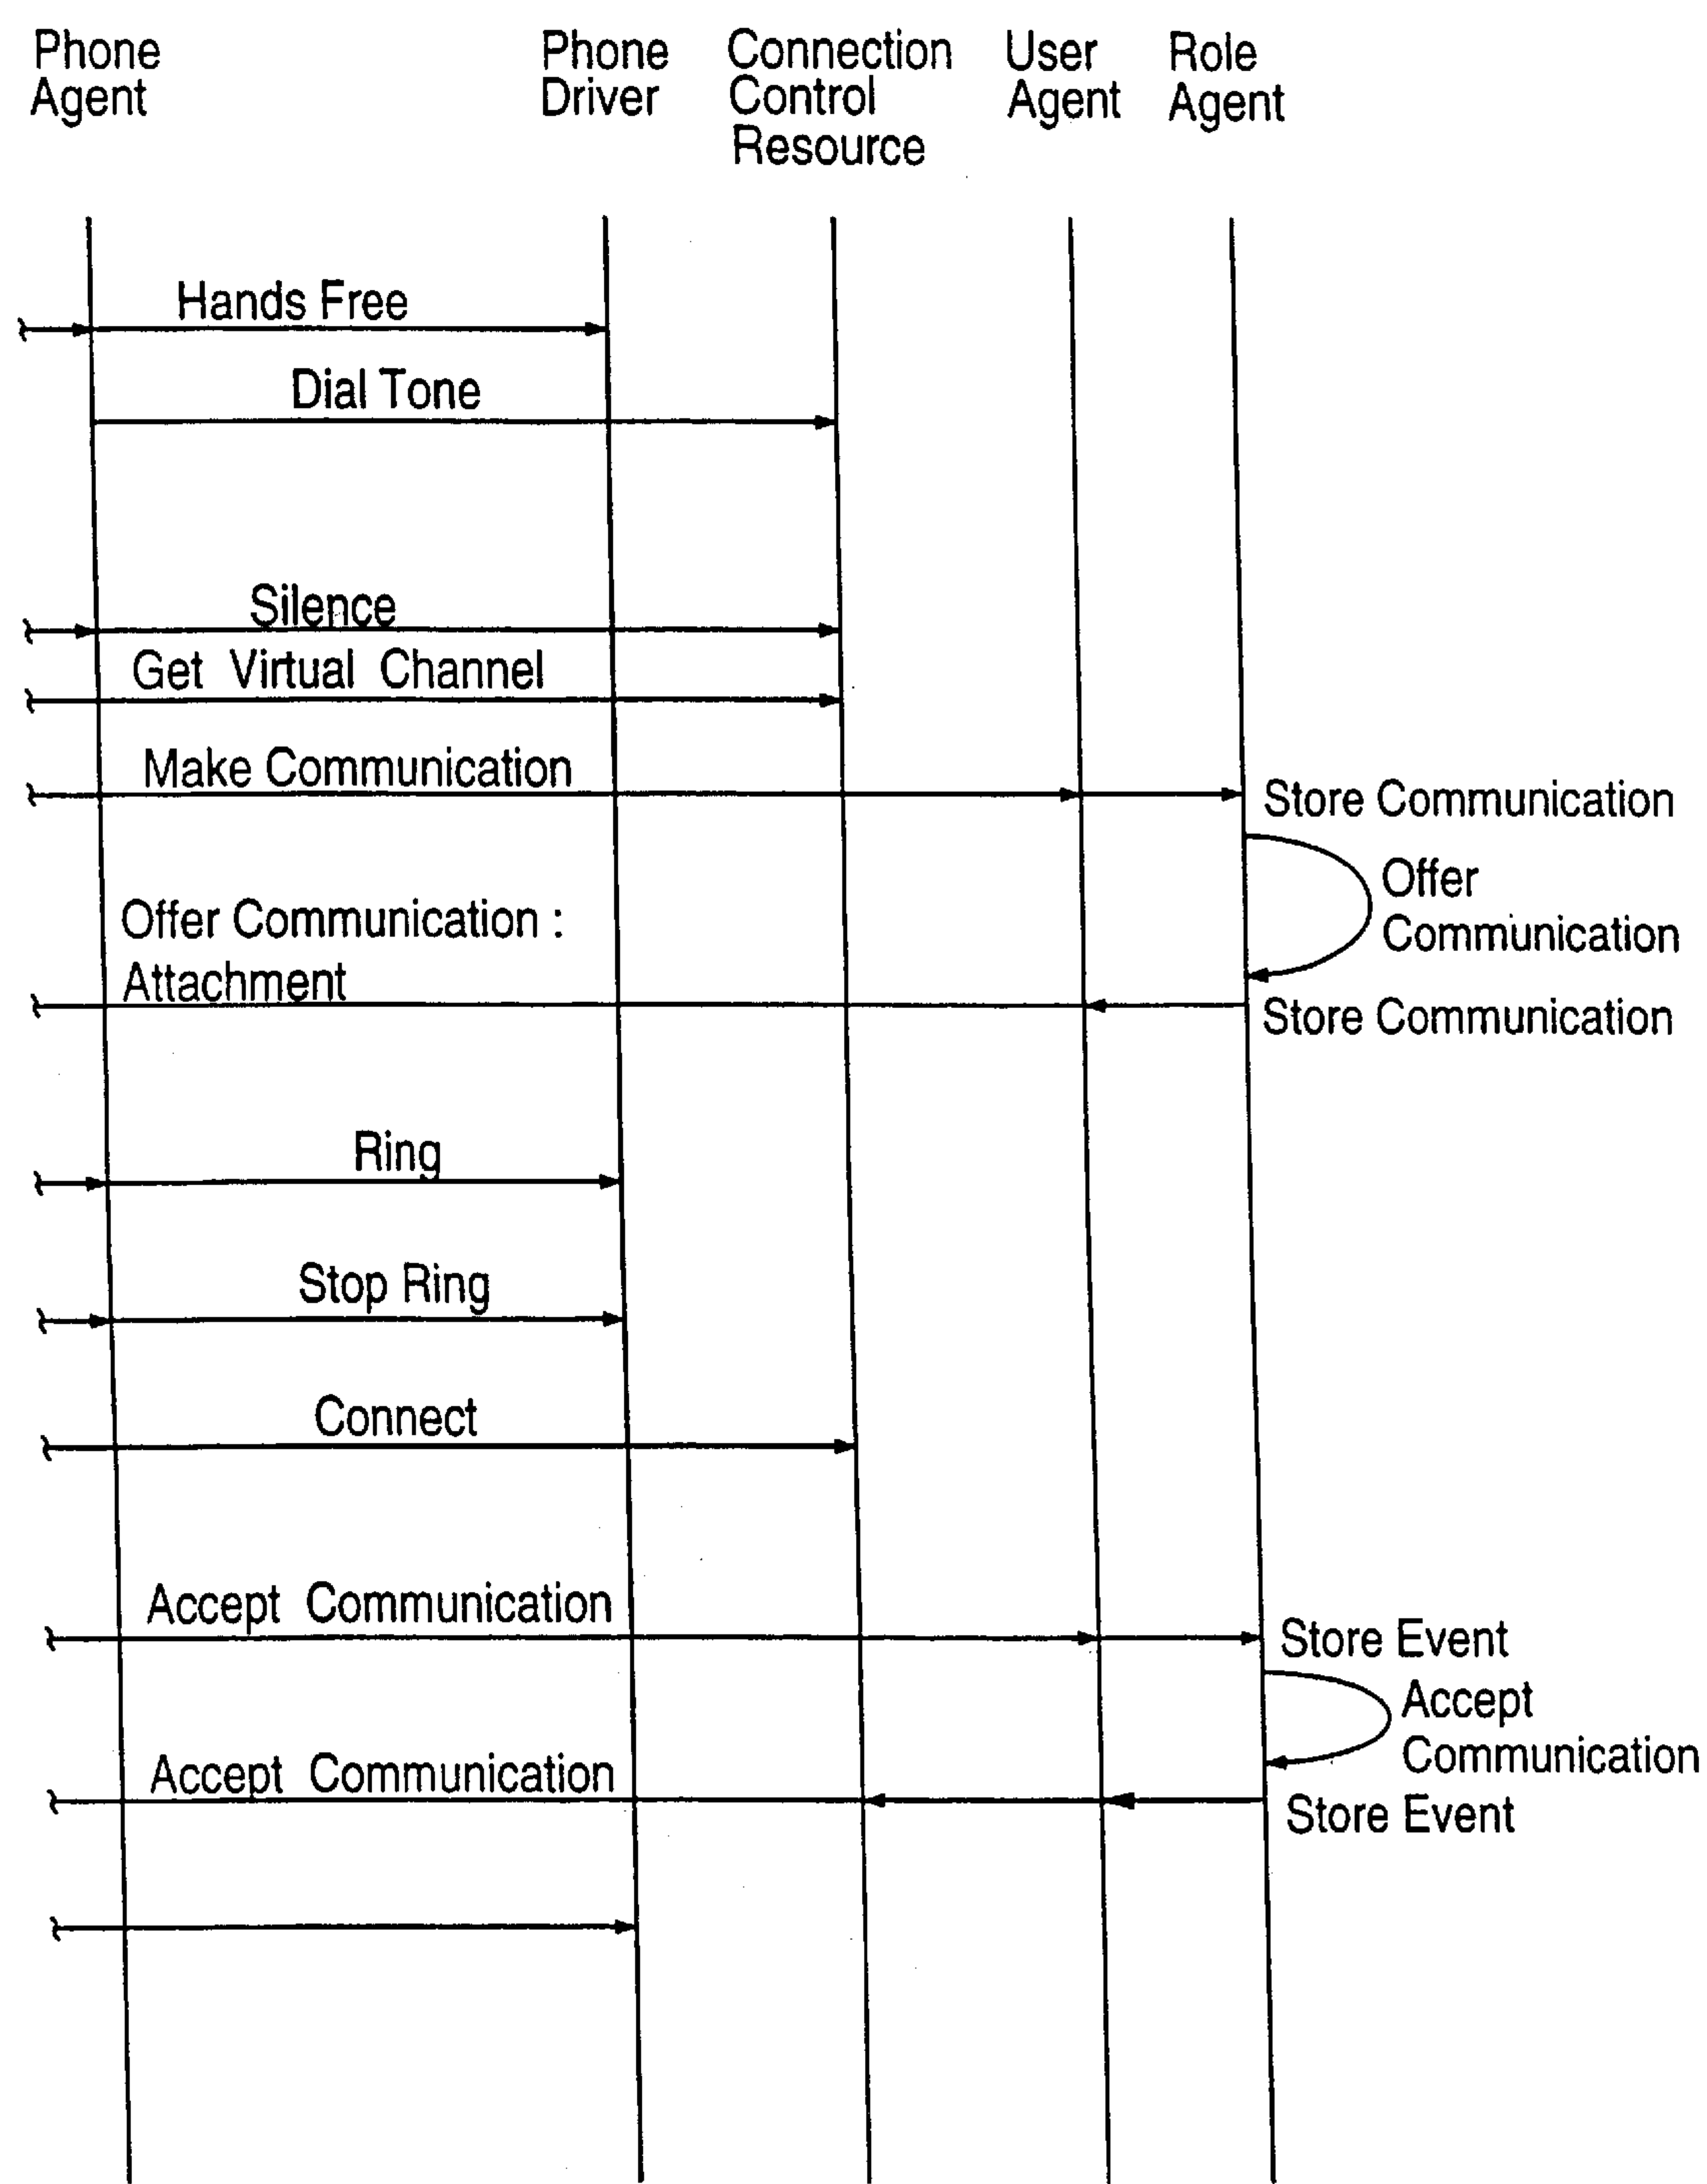 Phone
Agent
Phone
Driver
Connection
Control
Resource
User
Agent
Role
Agent
Hands Free
Dial Tone
Silence
Get Virtual Channel
Make Communication
Store Communication
Offer
Communication
Offer Communication :
Attachment
Store Communication
Ring
Stop Ring
Connect
Accept Communication
Store Event
Accept
Communication
Accept Communication
Store Event